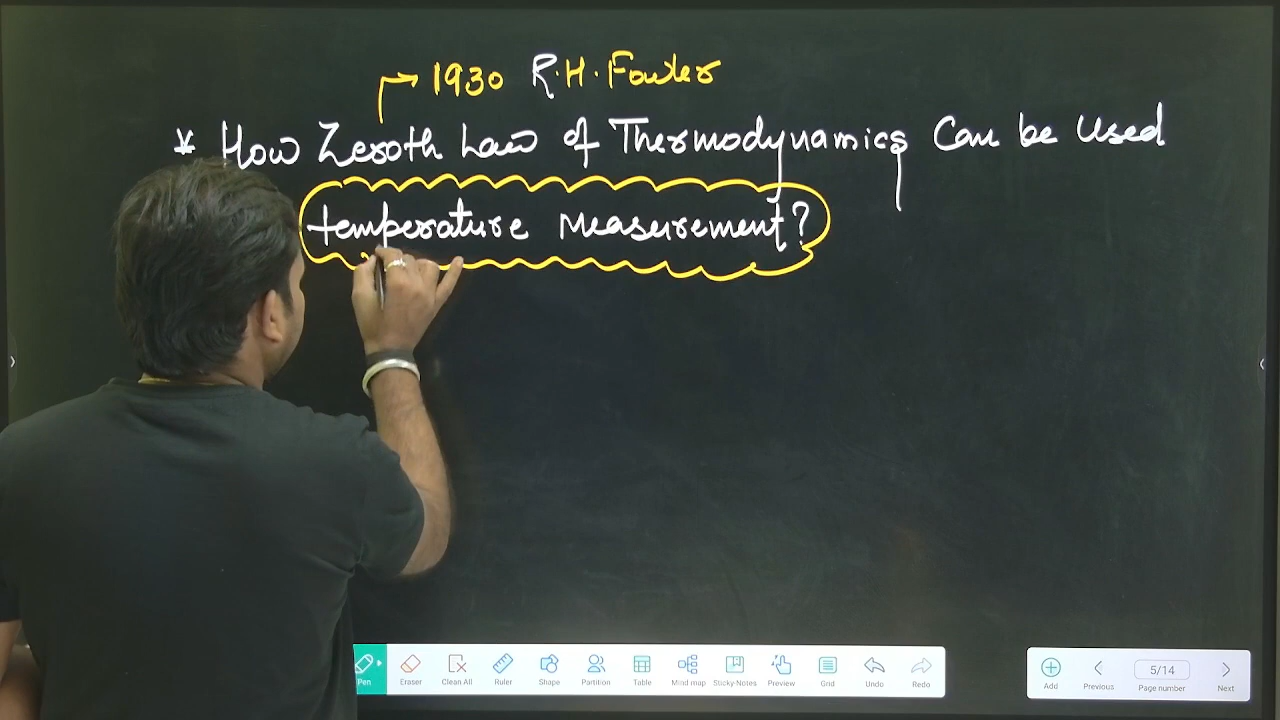 1930 R.H. Fowler
* How Zeroth Law of Thermodynamics Can be Used
temperature Measurement?
Pen
Eraser
Clean All
Ruler
Shape
Partition
Table
Mind map
Sticky-Notes
Preview
Grid
Undo
Redo
Add
Previous
5/14
Page number
Next